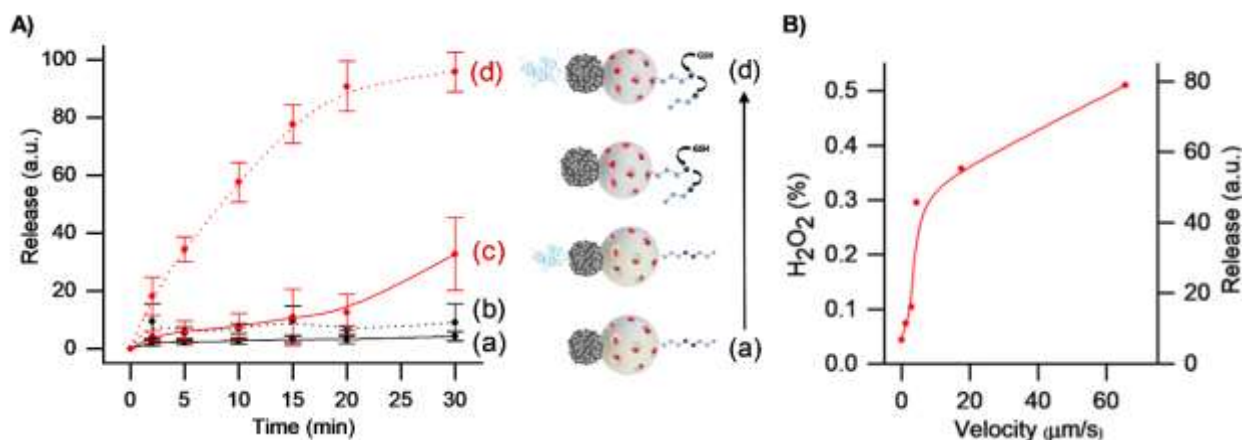 A)
100
80
60
40
20
0
Release (a.u.)
0 5 10 15 20 25 30
Time (min)
(d)
(c)
(b)
(a)
GSH
(d)
GSH
(a)
B)
0.5
0.4
0.3
0.2
0.1
0.0
H2O2 (%)
80
60
40
20
0
Release (a.u.)
0 20 40 60
Velocity (μm/s)